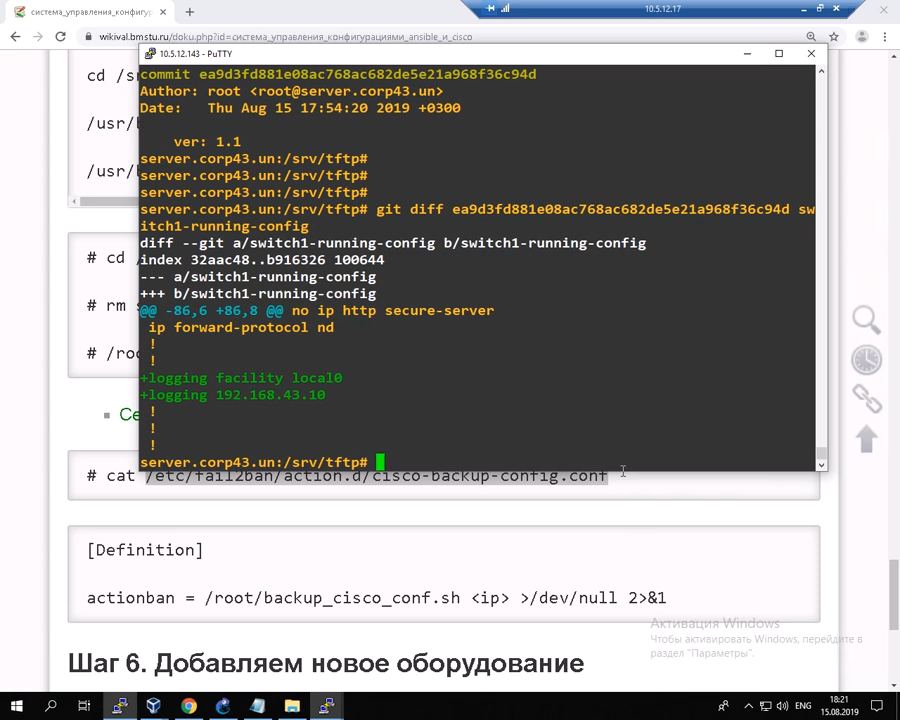 система_управления_конфигур
10.5.12.17
wikival.bmstu.ru/doku.php?id=система_управления_конфигурациями_ansible_и_cisco
10.5.12.143 - PuTTY
commit ea9d3fd881e08ac768ac682de5e21a968f36c94d
Author: root <root@server.corp43.un>
Date:   Thu Aug 15 17:54:20 2019 +0300
ver: 1.1
server.corp43.un:/srv/tftp#
server.corp43.un:/srv/tftp#
server.corp43.un:/srv/tftp#
server.corp43.un:/srv/tftp# git diff ea9d3fd881e08ac768ac682de5e21a968f36c94d sw
itch1-running-config
diff --git a/switch1-running-config b/switch1-running-config
index 32aac48..b916326 100644
--- a/switch1-running-config
+++ b/switch1-running-config
@@ -86,6 +86,8 @@ no ip http secure-server
ip forward-protocol nd
!
!
+logging facility local0
+logging 192.168.43.10
!
!
!
server.corp43.un:/srv/tftp#
cd /sr
/usr/b
/usr/b
# cd
# rm s
# /ro
Се
# cat /etc/fail2ban/action.d/cisco-backup-config.conf
[Definition]
actionban = /root/backup_cisco_conf.sh <ip> >/dev/null 2>&1
Активация Windows
Чтобы активировать Windows, перейдите в
раздел "Параметры".
Шаг 6. Добавляем новое оборудование
ENG
18:21
15.08.2019